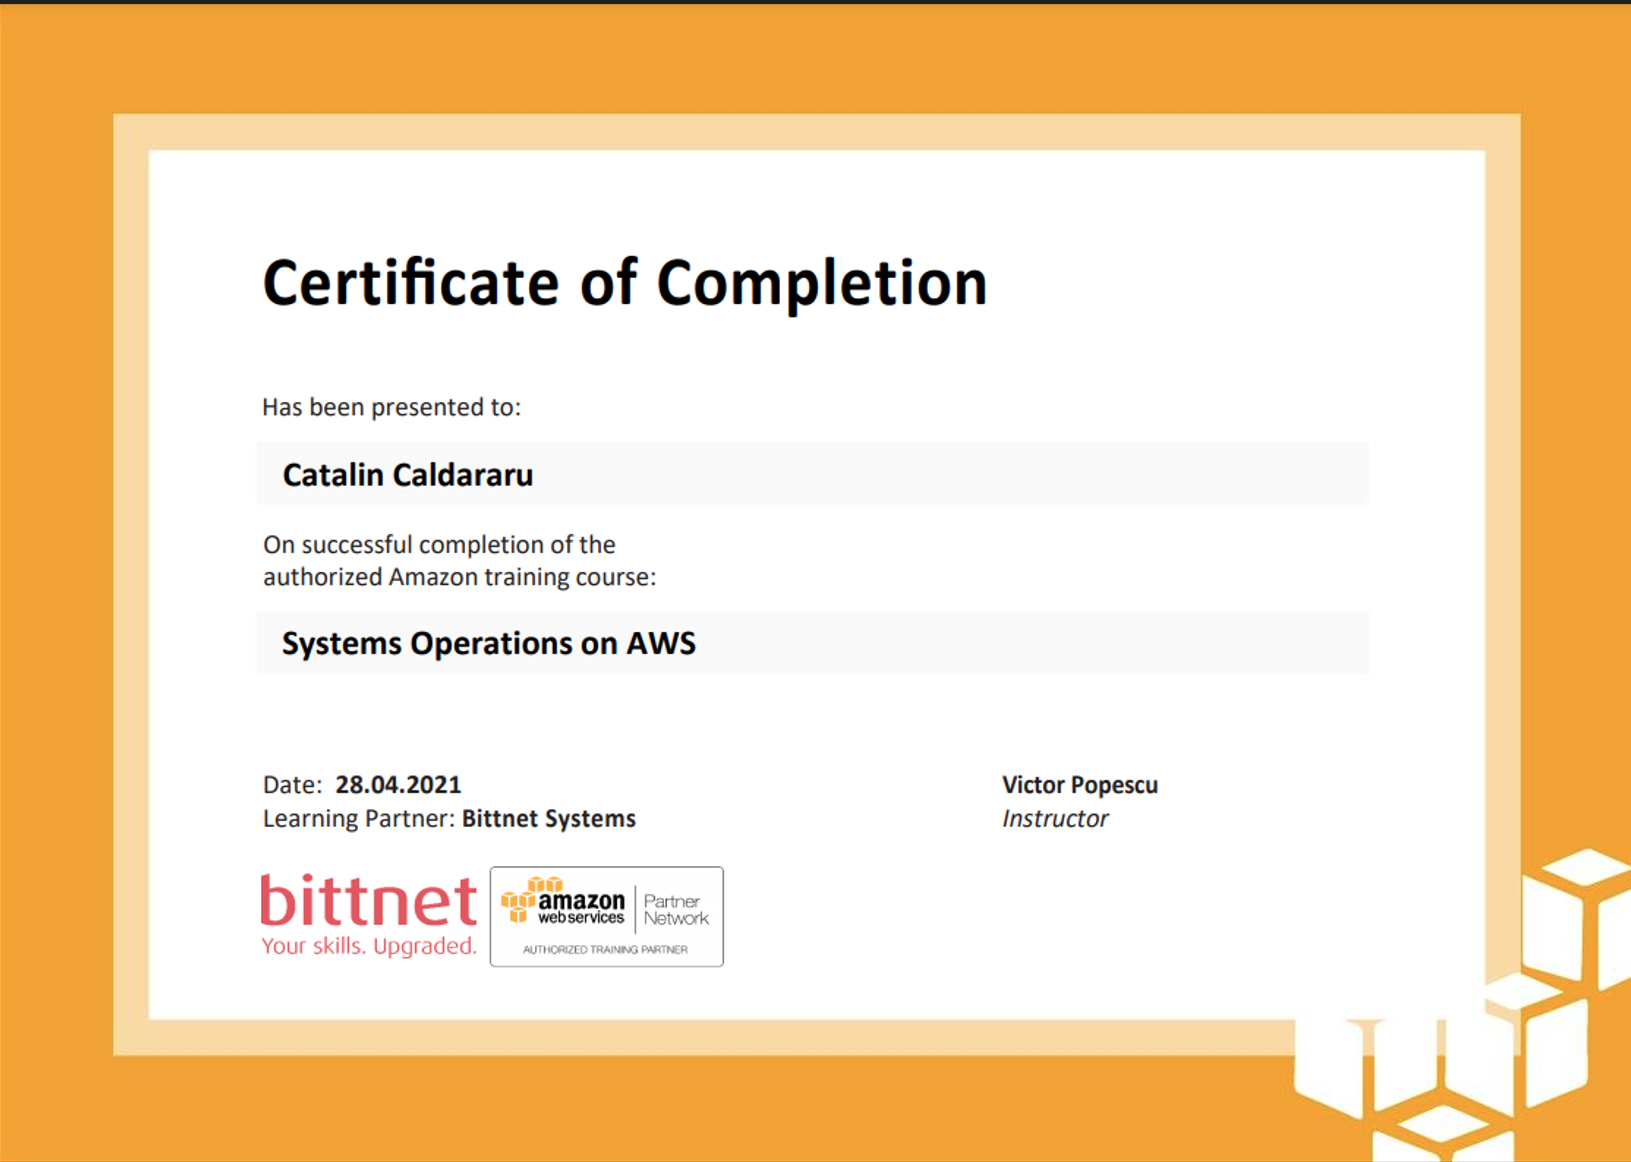 Certificate of Completion
Has been presented to:
Catalin Caldararu
On successful completion of the
authorized Amazon training course:
Systems Operations on AWS
Date: 28.04.2021
Learning Partner: Bittnet Systems
Victor Popescu
Instructor
bittnet
Your skills. Upgraded.
amazon
webservices
Partner
Network
AUTHORIZED TRAINING PARTNER